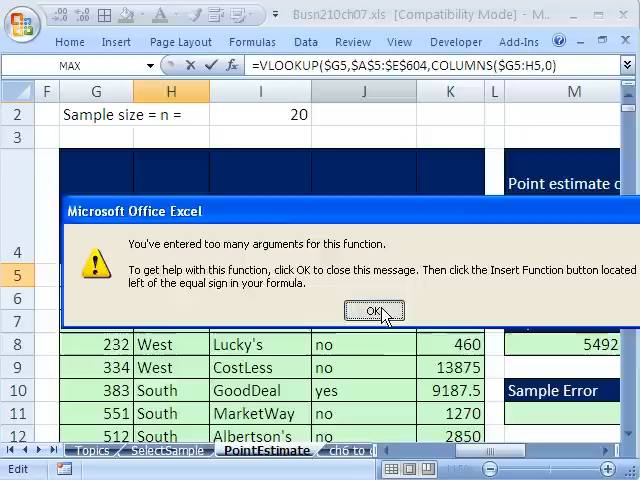 Busn210ch07.xls [Compatibility Mode] - M...
Home Insert Page Layout Formulas Data Review View Developer Add-Ins
MAX =VLOOKUP($G5,$A$5:$E$604,COLUMNS($G5:H5,0)
F G H I J K L M
2 Sample size = n = 20
3
Point estimate
4
Microsoft Office Excel
You've entered too many arguments for this function.
To get help with this function, click OK to close this message. Then click the Insert Function button located
left of the equal sign in your formula.
OK
5
6
7
8 232 West Lucky's no 460 5492
9 334 West CostLess no 13875
10 383 South GoodDeal yes 9187.5 Sample Error
11 551 South MarketWay no 1270
12 512 South Albertson's no 2850
Topics SelectSample PointEstimate ch6 to
Edit